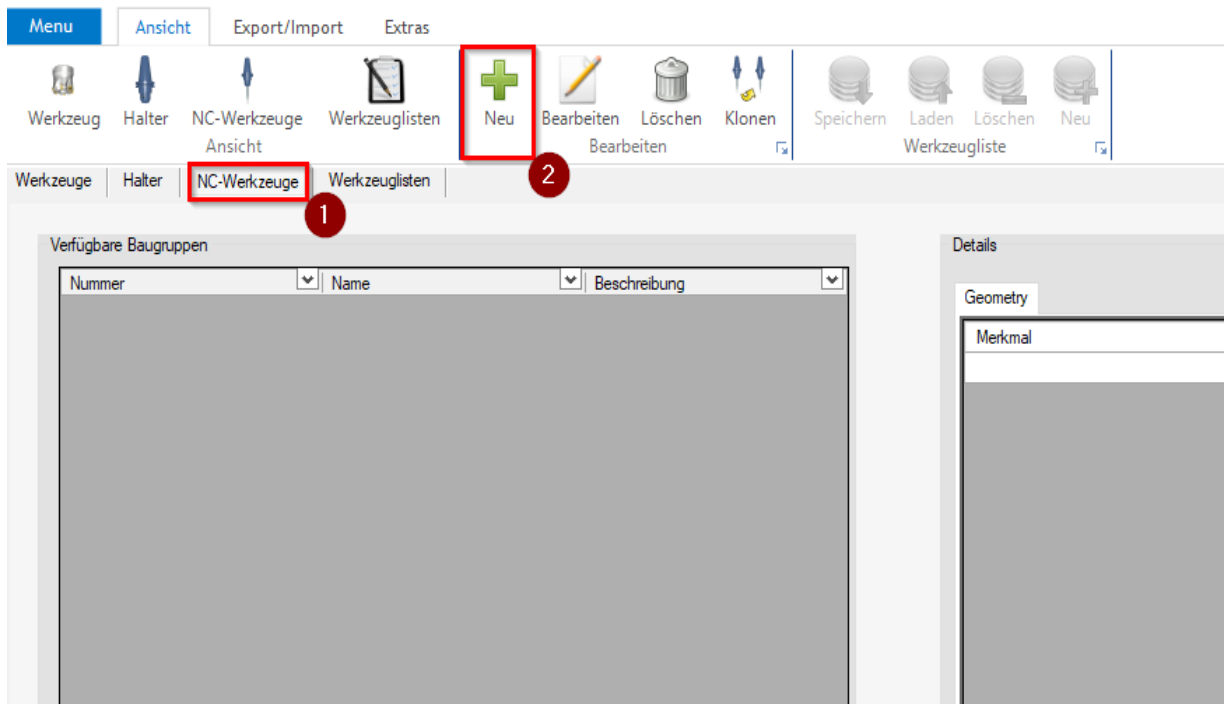 Menu Ansicht Export/Import Extras
Werkzeug Halter NC-Werkzeuge Werkzeuglisten Neu Bearbeiten Löschen Klonen Speichern Laden Löschen Neu
Ansicht Bearbeiten Werkzeugliste
Werkzeuge Halter NC-Werkzeuge Werkzeuglisten 2
1
Verfügbare Baugruppen Details
Nummer Name Beschreibung
Geometry
Merkmal